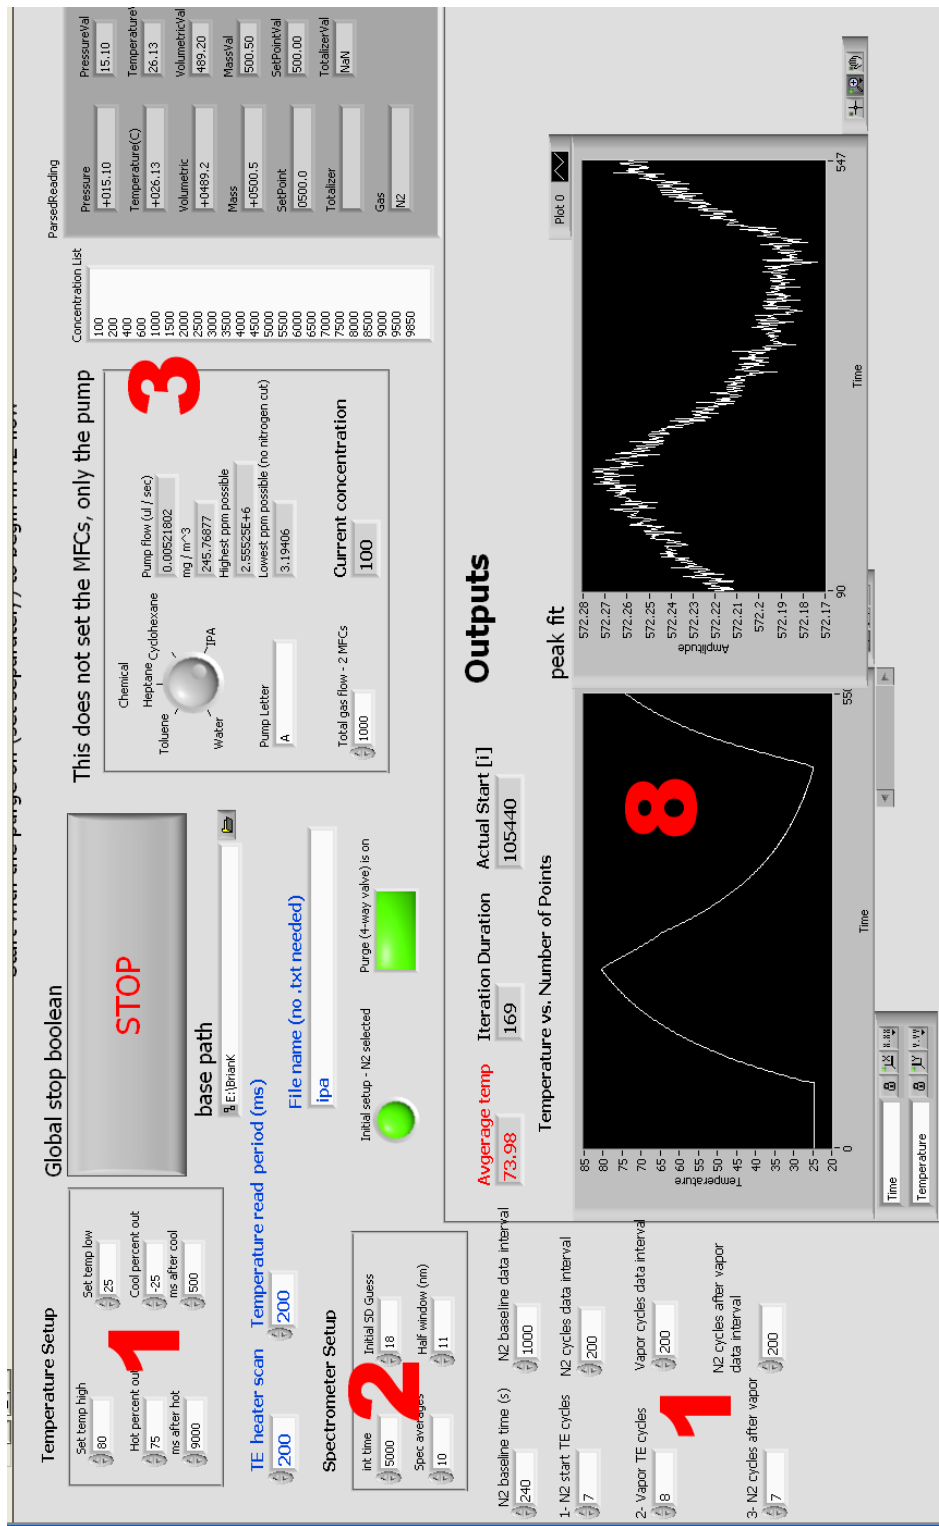 Start with the purge on (set separately) to begin in N2 flow
Temperature Setup
Set temp high
80
Set temp low
25
Hot percent out
75
Cool percent out
-25
ms after hot
9000
ms after cool
500
1
TE heater scan
200
Temperature read period (ms)
200
Spectrometer Setup
int time
5000
Initial SD Guess
18
Spec averages
10
Half window (nm)
11
2
N2 baseline time (s)
240
N2 baseline data interval
1000
1- N2 start TE cycles
7
N2 cycles data interval
200
2- Vapor TE cycles
8
Vapor cycles data interval
200
1
3- N2 cycles after vapor
7
N2 cycles after vapor
data interval
200
Global stop boolean
STOP
base path
E:\BrianK
File name (no .txt needed)
ipa
Initial setup - N2 selected
Purge (4-way valve) is on
This does not set the MFCs, only the pump
Chemical
Toluene
Heptane
Cyclohexane
Water
IPA
Pump Letter
A
Total gas flow - 2 MFCs
1000
3
Pump flow (ul / sec)
0.00521802
mg / m^3
245.76877
Highest ppm possible
2.55525E+6
Lowest ppm possible (no nitrogen cut)
3.19406
Current concentration
100
Concentration List
100
200
400
600
1000
1500
2000
2500
3000
3500
4000
4500
5000
5500
6000
6500
7000
7500
8000
8500
9000
9500
9850
ParsedReading
Pressure
+015.10
PressureVal
15.10
Temperature(C)
+026.13
TemperatureV
26.13
Volumetric
+0489.2
VolumetricVal
489.20
Mass
+0500.5
MassVal
500.50
SetPoint
0500.0
SetPointVal
500.00
Totalizer
TotalizerVal
NaN
Gas
N2
Outputs
Avgerage temp
73.98
Iteration Duration
169
Actual Start [i]
105440
Temperature vs. Number of Points
Temperature
85
80
75
70
65
60
55
50
45
40
35
30
25
20
0
550
Time
8
Time
Temperature
peak fit
Plot 0
Amplitude
572.28
572.27
572.26
572.25
572.24
572.23
572.22
572.21
572.2
572.19
572.18
572.17
90
547
Time